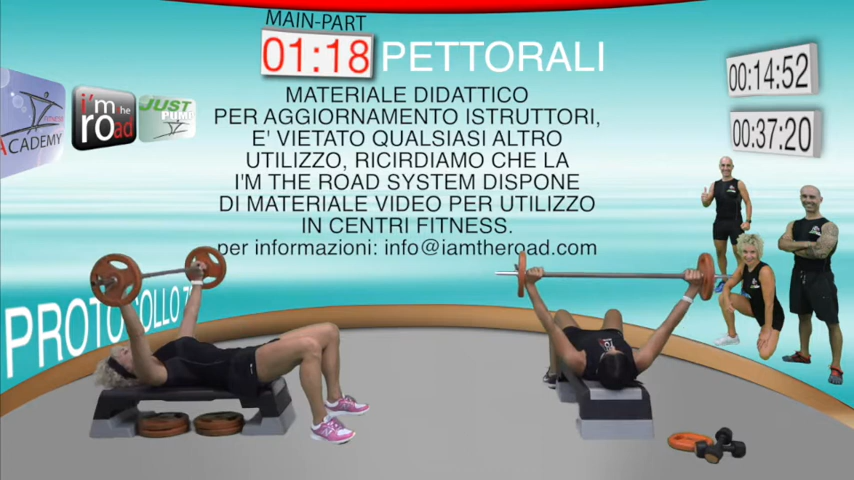 MAIN-PART
01:18 PETTORALI
00:14:52
00:37:20
MATERIALE DIDATTICO
PER AGGIORNAMENTO ISTRUTTORI,
E' VIETATO QUALSIASI ALTRO
UTILIZZO, RICIRDIAMO CHE LA
I'M THE ROAD SYSTEM DISPONE
DI MATERIALE VIDEO PER UTILIZZO
IN CENTRI FITNESS.
per informazioni: info@iamtheroad.com
FITNESS
ACADEMY
i'm the
road
JUST
PUMP